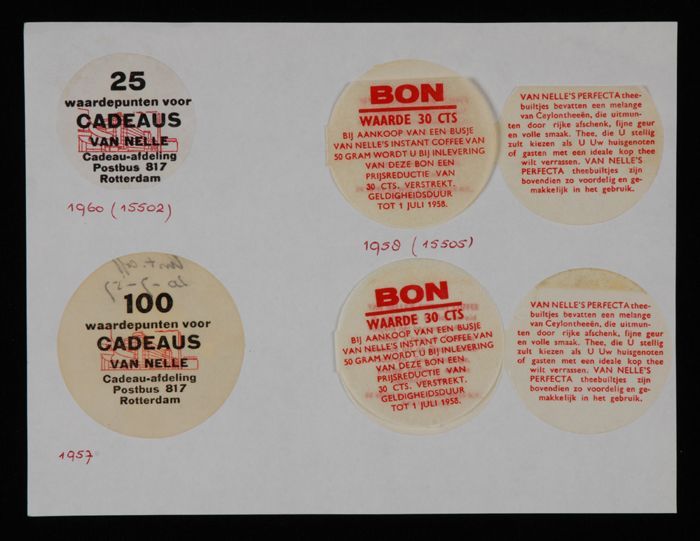 25
waardepunten voor
CADEAUS
VAN NELLE
Cadeau-afdeling
Postbus 817
Rotterdam
1960 (15502)
100
waardepunten voor
CADEAUS
VAN NELLE
Cadeau-afdeling
Postbus 817
Rotterdam
1957
BON
WAARDE 30 CTS
BIJ AANKOOP VAN EEN BUSJE
VAN NELLE'S INSTANT COFFEE VAN
50 GRAM WORDT U BIJ INLEVERING
VAN DEZE BON EEN
PRIJSREDUCTIE VAN
30 CTS. VERSTREKT.
GELDIGHEIDSDUUR
TOT 1 JULI 1958.
VAN NELLE'S PERFECTA thee-
builtjes bevatten een melange
van Ceylontheeën, die uitmun-
ten door rijke afschenk, fijne geur
en volle smaak. Thee, die U stellig
zult kiezen als U Uw huisgenoten
of gasten met een ideale kop thee
wilt verrassen. VAN NELLE'S
PERFECTA theebuiltjes zijn
bovendien zo voordelig en ge-
makkelijk in het gebruik.
1958 (15505)
BON
WAARDE 30 CTS
BIJ AANKOOP VAN EEN BUSJE
VAN NELLE'S INSTANT COFFEE VAN
50 GRAM WORDT U BIJ INLEVERING
VAN DEZE BON EEN
PRIJSREDUCTIE VAN
30 CTS. VERSTREKT.
GELDIGHEIDSDUUR
TOT 1 JULI 1958.
VAN NELLE'S PERFECTA thee-
builtjes bevatten een melange
van Ceylontheeën, die uitmun-
ten door rijke afschenk, fijne geur
en volle smaak. Thee, die U stellig
zult kiezen als U Uw huisgenoten
of gasten met een ideale kop thee
wilt verrassen. VAN NELLE'S
PERFECTA theebuiltjes zijn
bovendien zo voordelig en ge-
makkelijk in het gebruik.